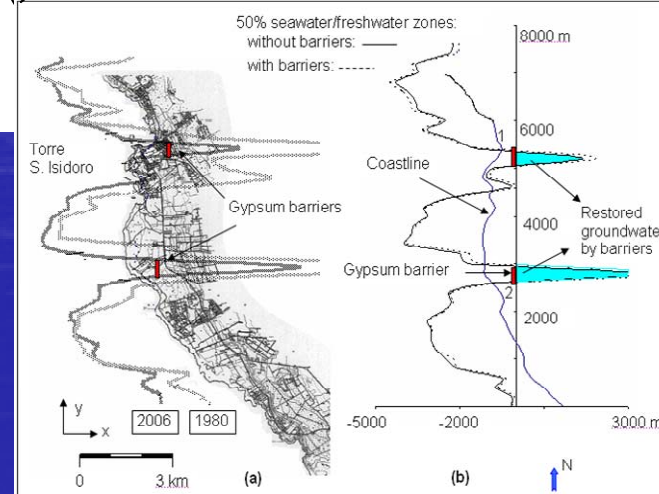 50% seawater/freshwater zones:
without barriers:
with barriers:
Torre
S. Isidoro
Gypsum barriers
2006
1980
y
x
0
3 km
(a)
8000 m
6000
4000
2000
1
2
Coastline
Gypsum barrier
Restored
groundwate
by barriers
-5000
-2000
3000 m
(b)
N